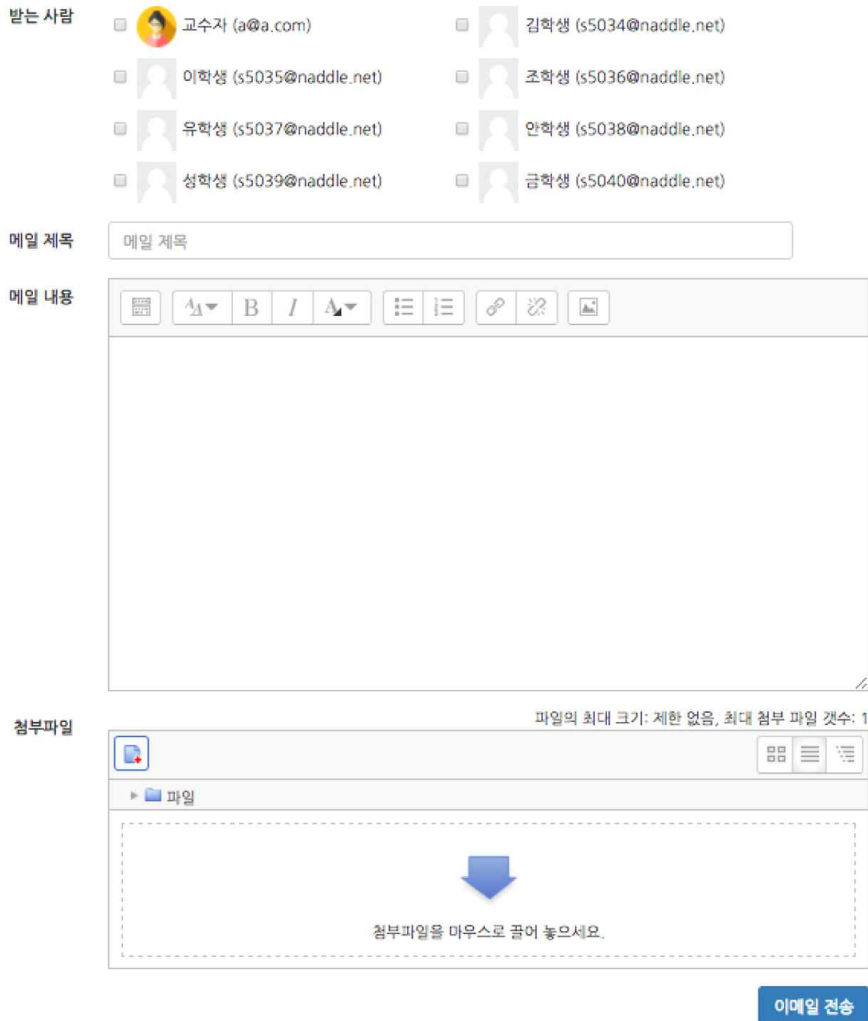 받는 사람
교수자 (a@a.com) 김학생 (s5034@naddle.net)
이학생 (s5035@naddle.net) 조학생 (s5036@naddle.net)
유학생 (s5037@naddle.net) 안학생 (s5038@naddle.net)
성학생 (s5039@naddle.net) 금학생 (s5040@naddle.net)
메일 제목 메일 제목
메일 내용
B I
첨부파일 파일의 최대 크기: 제한 없음, 최대 첨부 파일 갯수: 1
파일
첨부파일을 마우스로 끌어 놓으세요.
이메일 전송